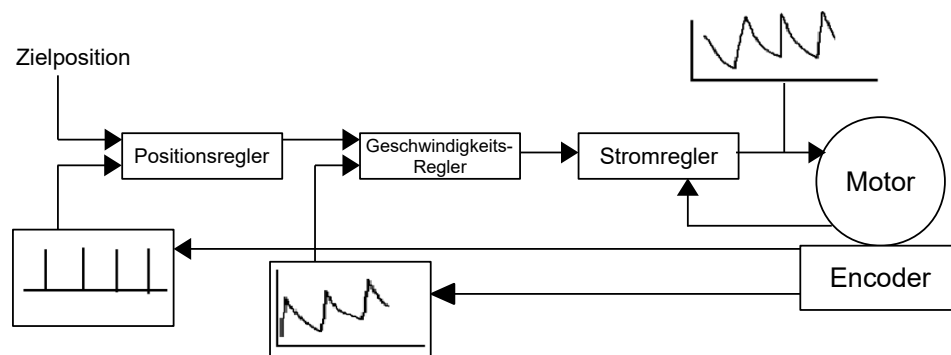 Zielposition
Positionsregler
Geschwindigkeits-
Regler
Stromregler
Motor
Encoder